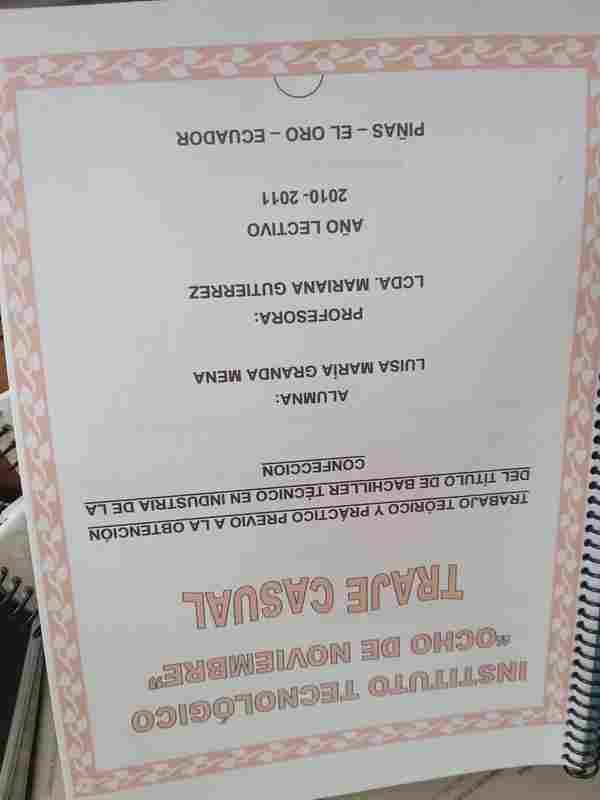 INSTITUTO TECNOLÓGICO
"OCHO DE NOVIEMBRE"
TRAJE CASUAL
TRABAJO TEÓRICO Y PRÁCTICO PREVIO A LA OBTENCIÓN
DEL TÍTULO DE BACHILLER TÉCNICO EN INDUSTRIA DE LA
CONFECCION
ALUMNA:
LUISA MARÍA GRANDA MENA
PROFESORA:
LCDA. MARIANA GUTIERREZ
AÑO LECTIVO
2010- 2011
PIÑAS – EL ORO – ECUADOR